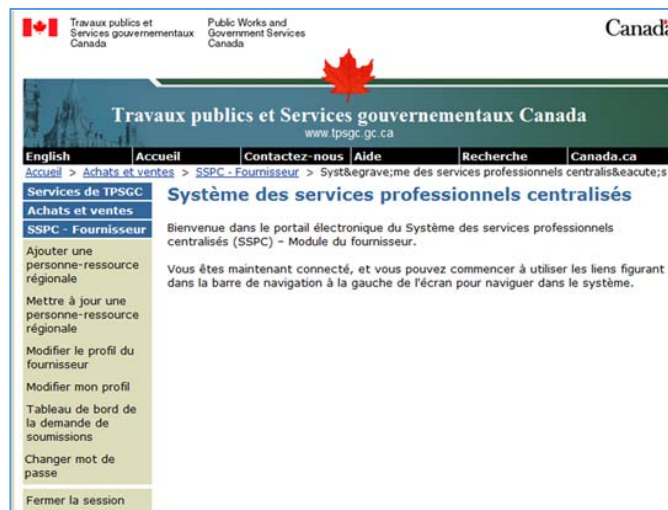 Travaux publics et
Services gouvernementaux
Canada
Public Works and
Government Services
Canada
Canada
Travaux publics et Services gouvernementaux Canada
www.tpsgc.gc.ca
English Accueil Contactez-nous Aide Recherche Canada.ca
Accueil > Achats et ventes > SSPC - Fournisseur > Syst&egrave;me des services professionnels centralis&eacute;s
Services de TPSGC
Achats et ventes
SSPC - Fournisseur
Ajouter une
personne-ressource
régionale
Mettre à jour une
personne-ressource
régionale
Modifier le profil du
fournisseur
Modifier mon profil
Tableau de bord de
la demande de
soumissions
Changer mot de
passe
Fermer la session
Système des services professionnels centralisés
Bienvenue dans le portail électronique du Système des services professionnels
centralisés (SSPC) – Module du fournisseur.
Vous êtes maintenant connecté, et vous pouvez commencer à utiliser les liens figurant
dans la barre de navigation à la gauche de l'écran pour naviguer dans le système.